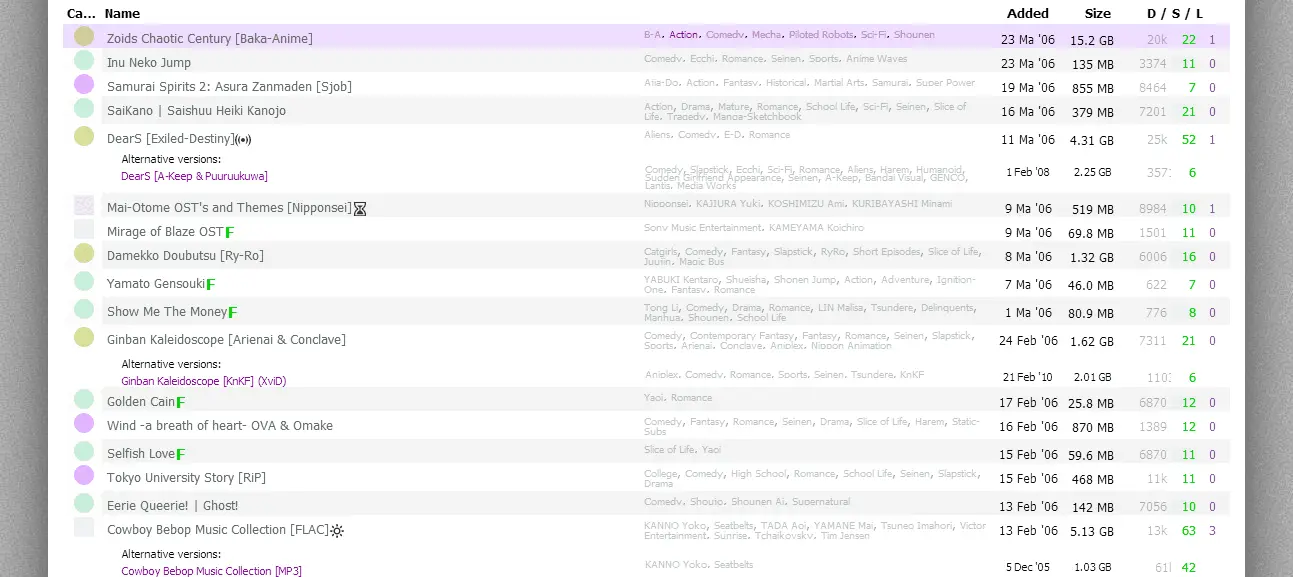 Ca... Name Added Size D / S / L
Zoids Chaotic Century [Baka-Anime] B-A, Action, Comedy, Mecha, Piloted Robots, Sci-Fi, Shounen 23 Ma '06 15.2 GB 20k 22 1
Inu Neko Jump Comedy, Ecchi, Romance, Seinen, Sports, Anime Waves 23 Ma '06 135 MB 3374 11 0
Samurai Spirits 2: Asura Zanmaden [Sjob] Ajia-Do, Action, Fantasy, Historical, Martial Arts, Samurai, Super Power 19 Ma '06 855 MB 8464 7 0
SaiKano | Saishuu Heiki Kanojo Action, Drama, Mature, Romance, School Life, Sci-Fi, Seinen, Slice of 16 Ma '06 379 MB 7201 21 0
Life, Tragedy, Manga-Sketchbook
DearS [Exiled-Destiny] Aliens, Comedy, E-D, Romance 11 Ma '06 4.31 GB 25k 52 1
Alternative versions:
DearS [A-Keep & Puuruukuwa] Comedy, Slapstick, Ecchi, Sci-Fi, Romance, Aliens, Harem, Humanoid, 1 Feb '08 2.25 GB 357 6
Sudden Girlfriend Appearance, Seinen, A-Keep, Bandai Visual, GENCO,
Lantis, Media Works
Mai-Otome OST's and Themes [Nipponsei] Nipponsei, KAJIURA Yuki, KOSHIMIZU Ami, KURIBAYASHI Minami 9 Ma '06 519 MB 8984 10 1
Mirage of Blaze OST F Sony Music Entertainment, KAMEYAMA Koichiro 9 Ma '06 69.8 MB 1501 11 0
Damekko Doubutsu [Ry-Ro] Catgirls, Comedy, Fantasy, Slapstick, RyRo, Short Episodes, Slice of Life, 8 Ma '06 1.32 GB 6006 16 0
Juujin, Magic Bus
Yamato Gensouki F YABUKI Kentaro, Shueisha, Shonen Jump, Action, Adventure, Ignition- 7 Ma '06 46.0 MB 622 7 0
One, Fantasy, Romance
Show Me The Money F Tong Li, Comedy, Drama, Romance, LIN Malisa, Tsundere, Delinquents, 1 Ma '06 80.9 MB 776 8 0
Manhua, Shounen, School Life
Ginban Kaleidoscope [Arienai & Conclave] Comedy, Contemporary Fantasy, Fantasy, Romance, Seinen, Slapstick, 24 Feb '06 1.62 GB 7311 21 0
Sports, Arienai, Conclave, Aniplex, Nippon Animation
Alternative versions:
Ginban Kaleidoscope [KnKF] (XviD) Aniplex, Comedy, Romance, Sports, Seinen, Tsundere, KnKF 21 Feb '10 2.01 GB 110 6
Golden Cain F Yaoi, Romance 17 Feb '06 25.8 MB 6870 12 0
Wind -a breath of heart- OVA & Omake Comedy, Fantasy, Romance, Seinen, Drama, Slice of Life, Harem, Static- 16 Feb '06 870 MB 1389 12 0
Subs
Selfish Love F Slice of Life, Yaoi 15 Feb '06 59.6 MB 6870 11 0
Tokyo University Story [RiP] College, Comedy, High School, Romance, School Life, Seinen, Slapstick, 15 Feb '06 468 MB 11k 11 0
Drama
Eerie Queerie! | Ghost! Comedy, Shoujo, Shounen Ai, Supernatural 13 Feb '06 142 MB 7056 10 0
Cowboy Bebop Music Collection [FLAC] KANNO Yoko, Seatbelts, TADA Aoi, YAMANE Mai, Tsuneo Imahori, Victor 13 Feb '06 5.13 GB 13k 63 3
Entertainment, Sunrise, Tchaikovsky, Tim Jensen
Alternative versions:
Cowboy Bebop Music Collection [MP3] KANNO Yoko, Seatbelts 5 Dec '05 1.03 GB 61 42